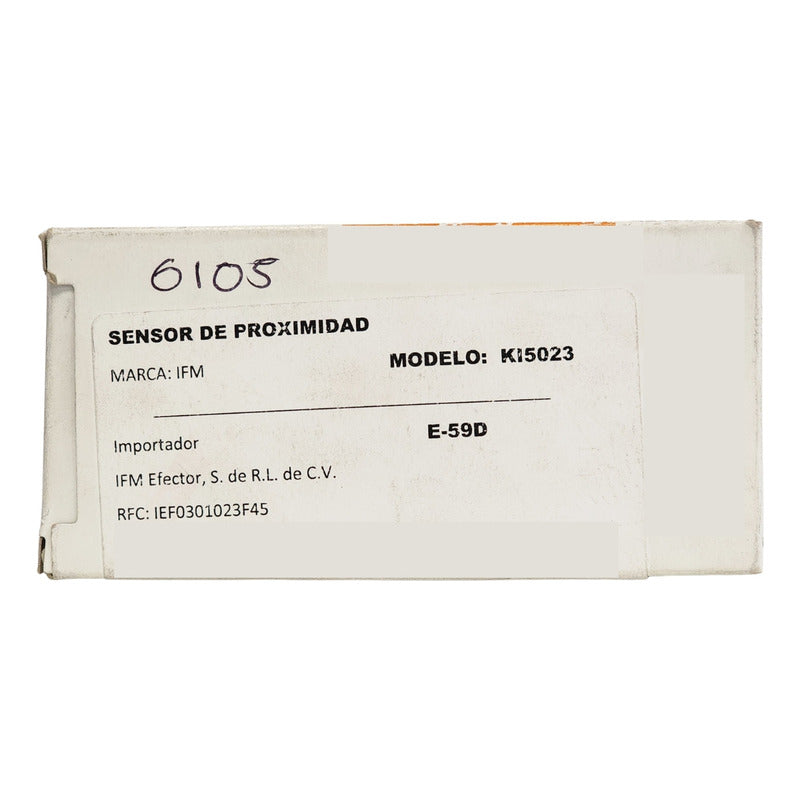 6105
SENSOR DE PROXIMIDAD
MARCA: IFM
MODELO: KI5023
E-59D
Importador
IFM Efector, S. de R.L. de C.V.
RFC: IEF0301023F45